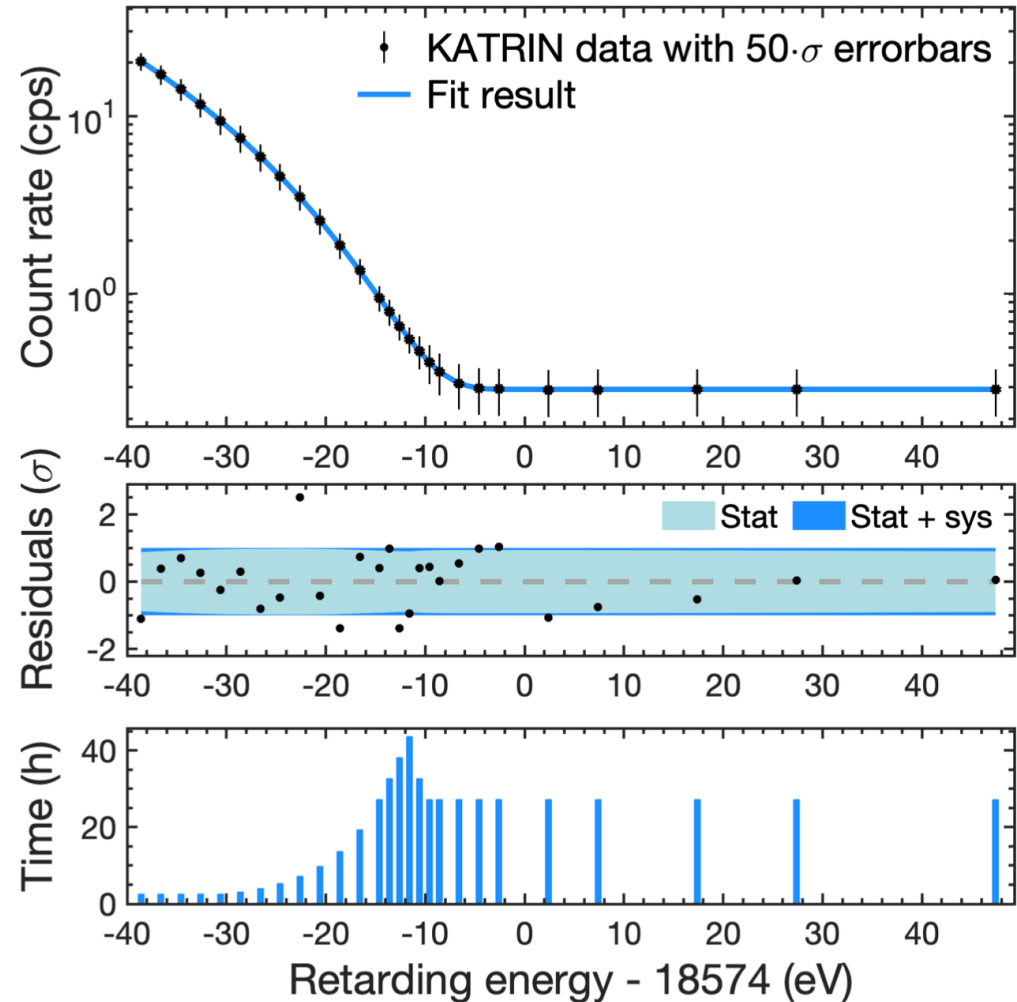 KATRIN data with 50·σ errorbars
Fit result
Count rate (cps)
10¹
10⁰
-40 -30 -20 -10 0 10 20 30 40
Residuals (σ)
Stat Stat + sys
2
0
-2
-40 -30 -20 -10 0 10 20 30 40
Time (h)
40
20
0
-40 -30 -20 -10 0 10 20 30 40
Retarding energy - 18574 (eV)